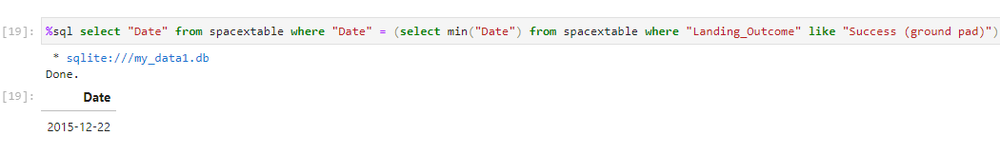 [19]: %sql select "Date" from spacextable where "Date" = (select min("Date") from spacextable where "Landing_Outcome" like "Success (ground pad)")
* sqlite:///my_data1.db
Done.
[19]: Date
2015-12-22